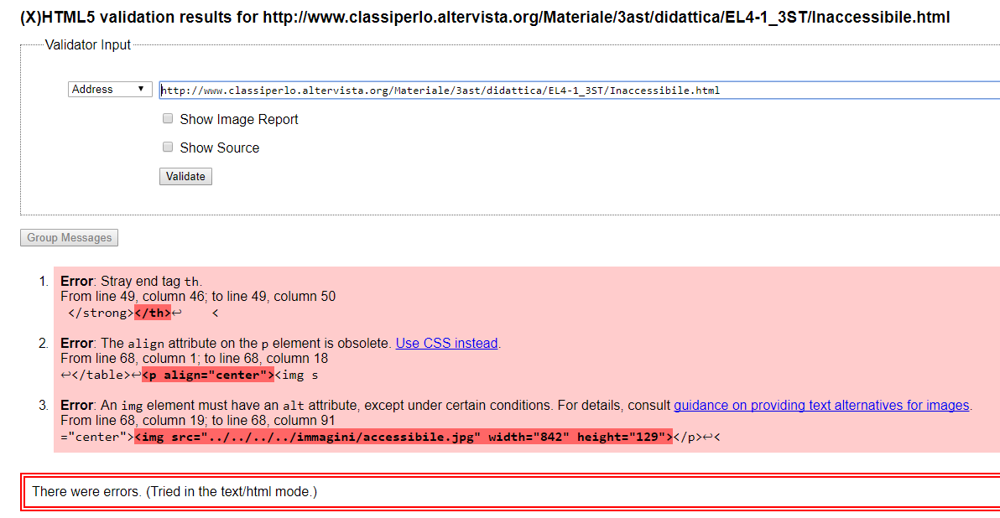 (X)HTML5 validation results for http://www.classiperlo.altervista.org/Materiale/3ast/didattica/EL4-1_3ST/Inaccessibile.html
Validator Input
Address ▼ http://www.classiperlo.altervista.org/Materiale/3ast/didattica/EL4-1_3ST/Inaccessibile.html
Show Image Report
Show Source
Validate
Group Messages
1. Error: Stray end tag th.
From line 49, column 46; to line 49, column 50
</strong></th>↩ <
2. Error: The align attribute on the p element is obsolete. Use CSS instead.
From line 68, column 1; to line 68, column 18
↩</table>↩<p align="center"><img s
3. Error: An img element must have an alt attribute, except under certain conditions. For details, consult guidance on providing text alternatives for images.
From line 68, column 19; to line 68, column 91
="center"><img src="../../../../immagini/accessibile.jpg" width="842" height="129"></p>↩<
There were errors. (Tried in the text/html mode.)